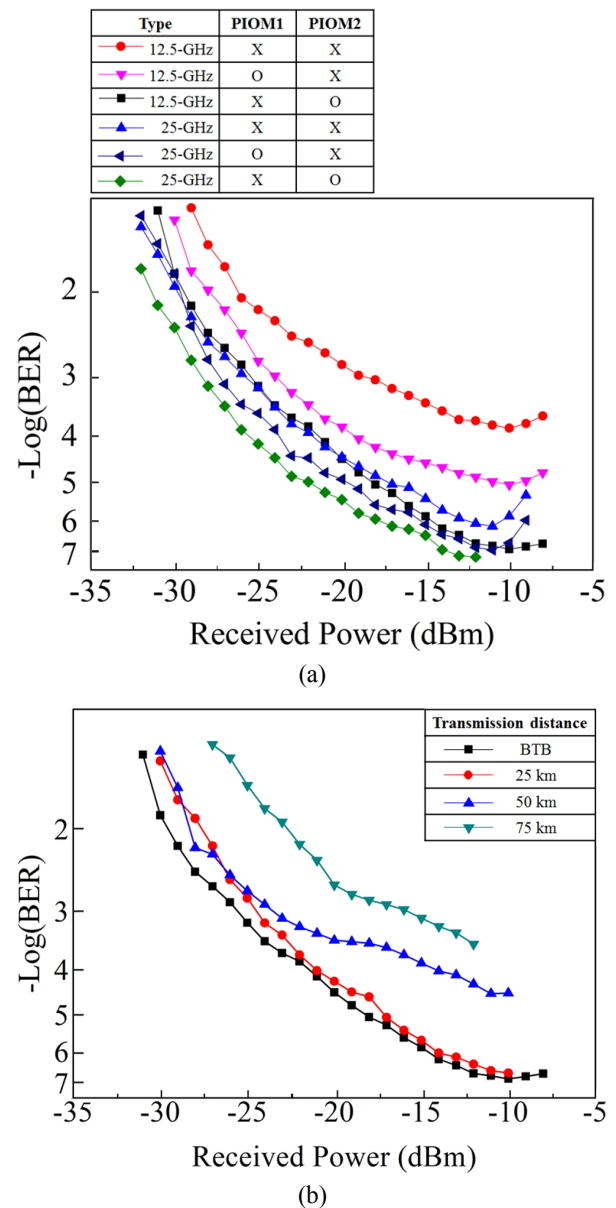 Type PIOM1 PIOM2
12.5-GHz X X
12.5-GHz O X
12.5-GHz X O
25-GHz X X
25-GHz O X
25-GHz X O
-Log(BER)
2
3
4
5
6
7
-35 -30 -25 -20 -15 -10 -5
Received Power (dBm)
(a)
Transmission distance
BTB
25 km
50 km
75 km
-Log(BER)
2
3
4
5
6
7
-35 -30 -25 -20 -15 -10 -5
Received Power (dBm)
(b)